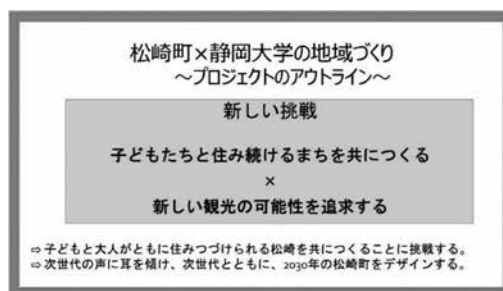 松崎町×静岡大学の地域づくり
～プロジェクトのアウトライン～
新しい挑戦
子どもたちと住み続けるまちを共につくる
×
新しい観光の可能性を追求する
⇨子どもと大人がともに住みつづけられる松崎を共につくることに挑戦する。
⇨次世代の声に耳を傾け、次世代とともに、2030年の松崎町をデザインする。